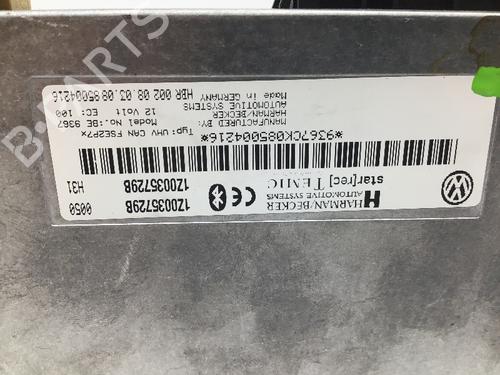 HARMAN/BECKER
AUTOMOTIVE SYSTEMS
star[rec] TEMIC
1Z0035729B
1Z0035729B
0050
H31
*9367CK085004216*
Typ: UHV CAN FSE2P7x
MANUFACTURED BY:
HARMAN/BECKER
AUTOMOTIVE SYSTEMS
Made in GERMANY
Model No.:BE 9367
12 Volt EC: 100
HBR 002 08.03.08 85004216
B-PARTS